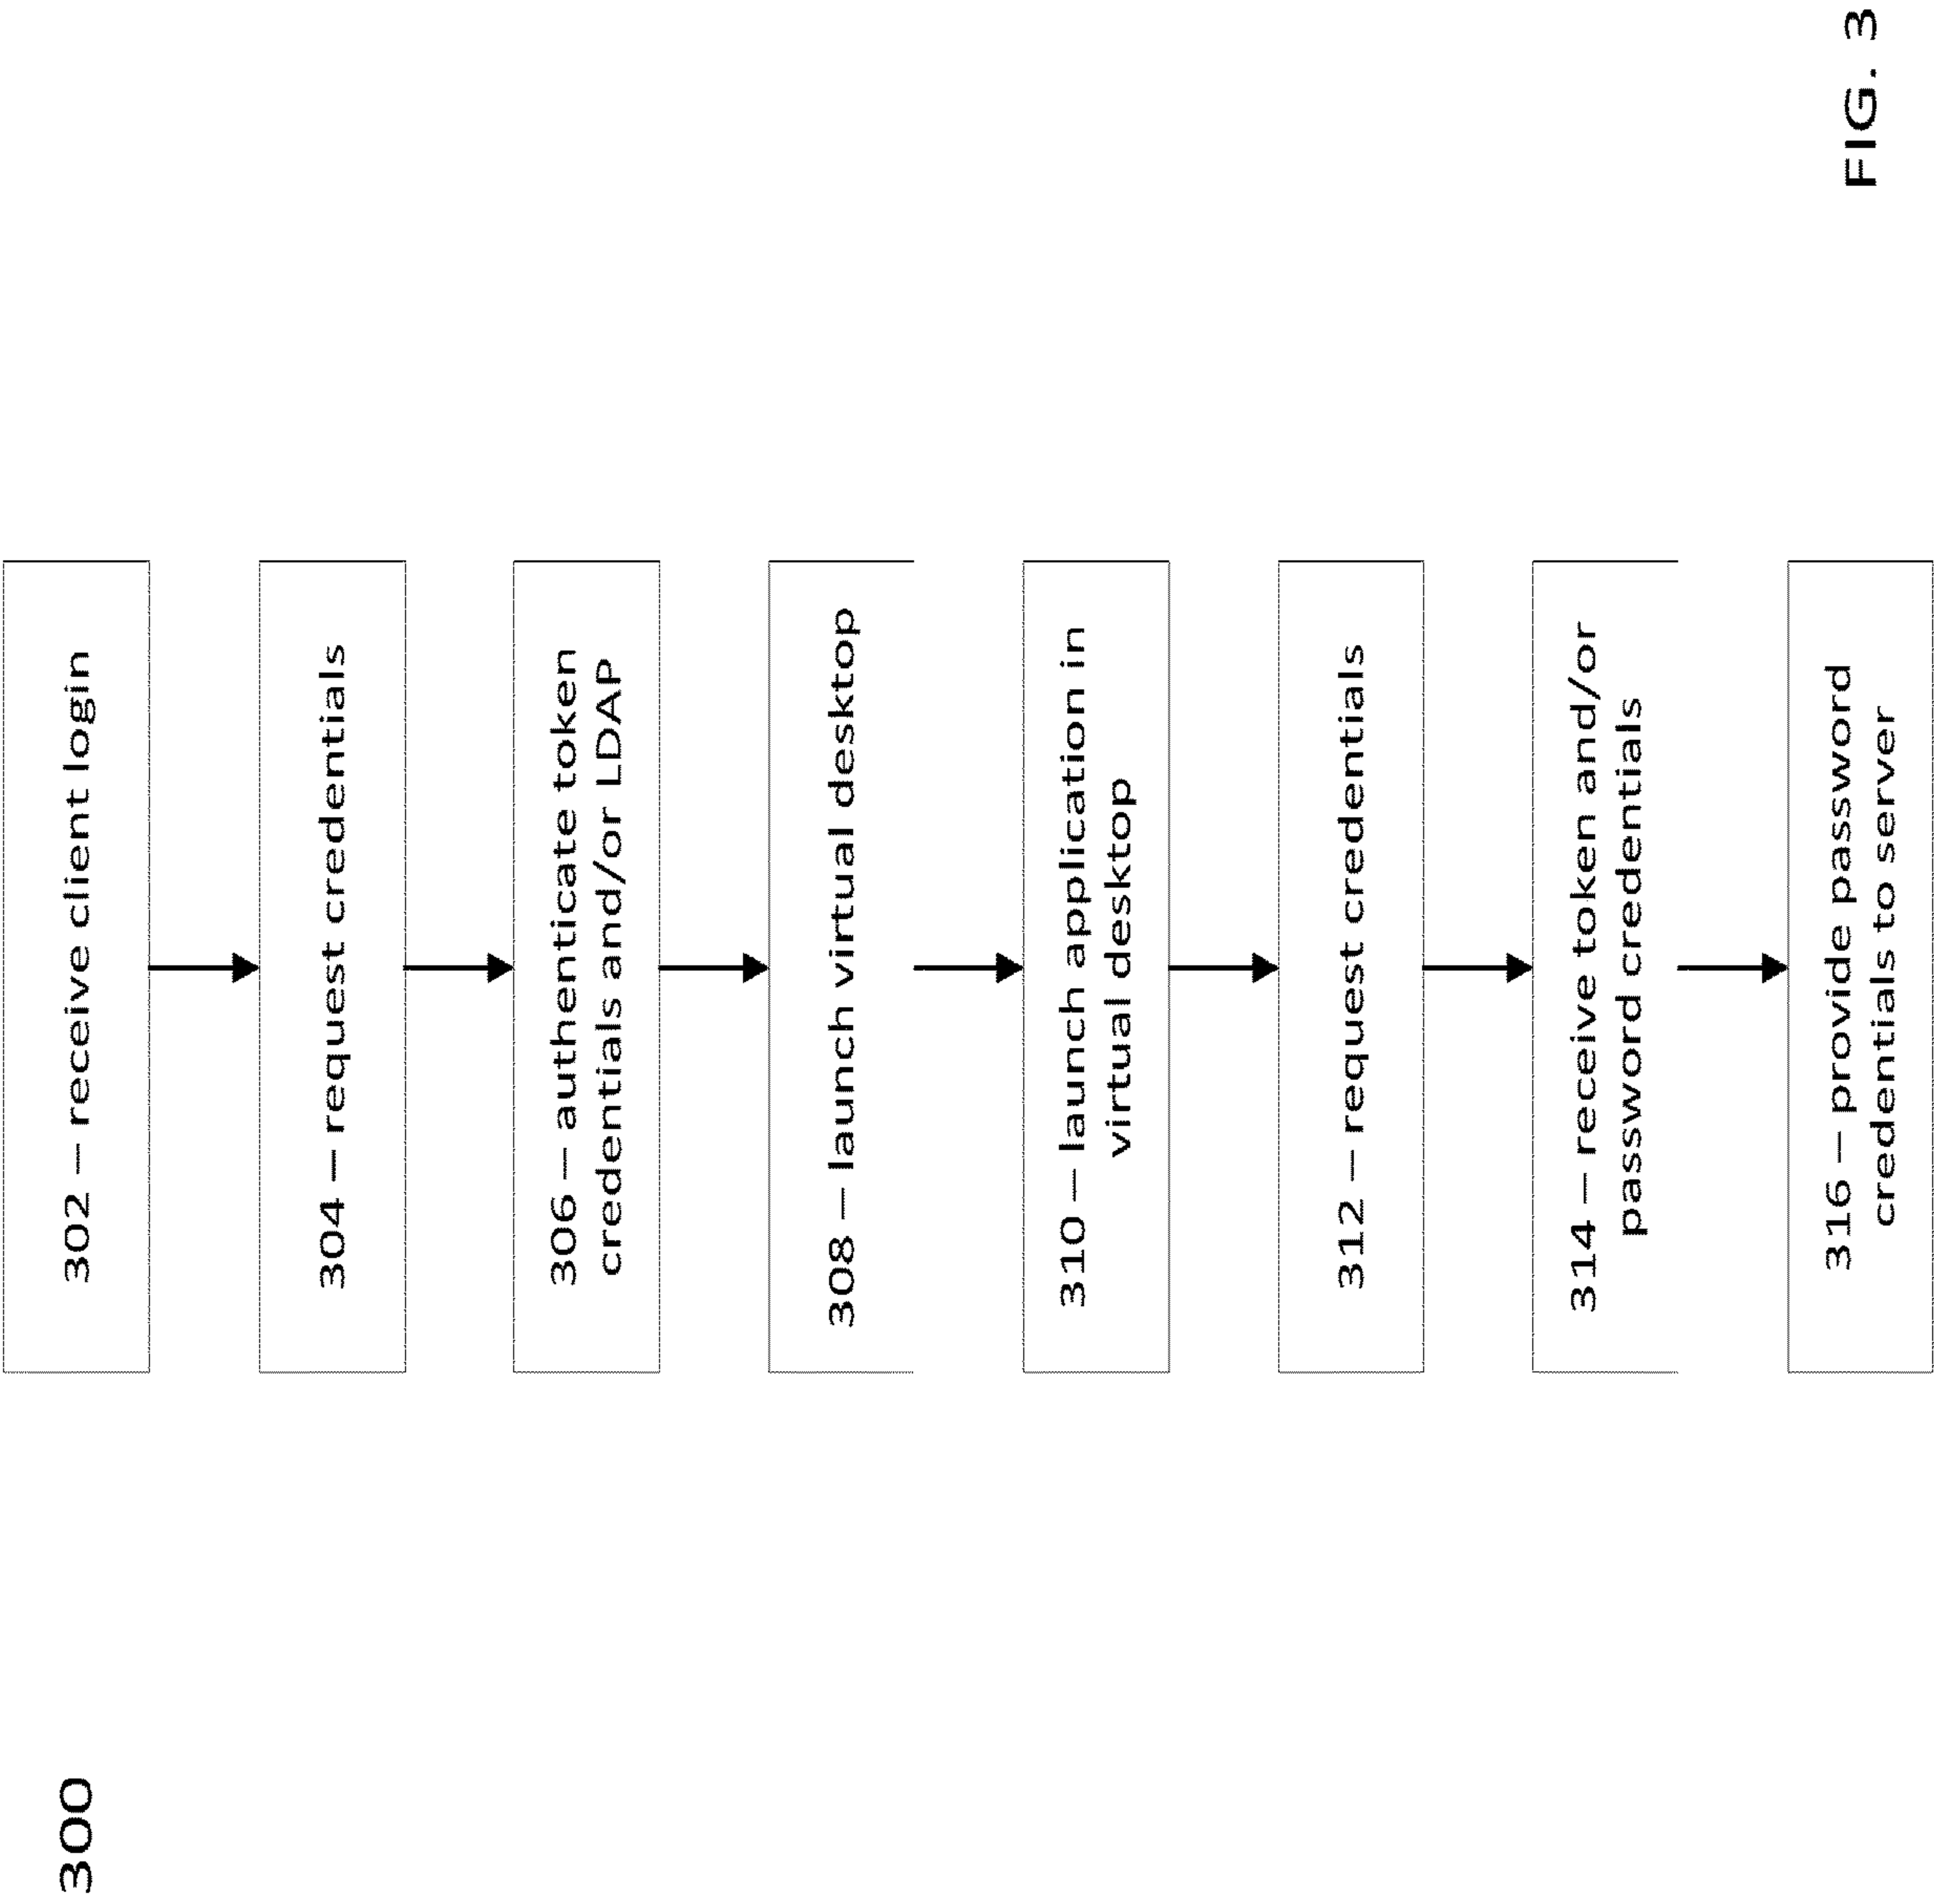 300
302 – receive client login
304 – request credentials
306 – authenticate token
credentials and/or LDAP
308 – launch virtual desktop
310 – launch application in
virtual desktop
312 – request credentials
314 – receive token and/or
password credentials
316 – provide password
credentials to server
FIG. 3